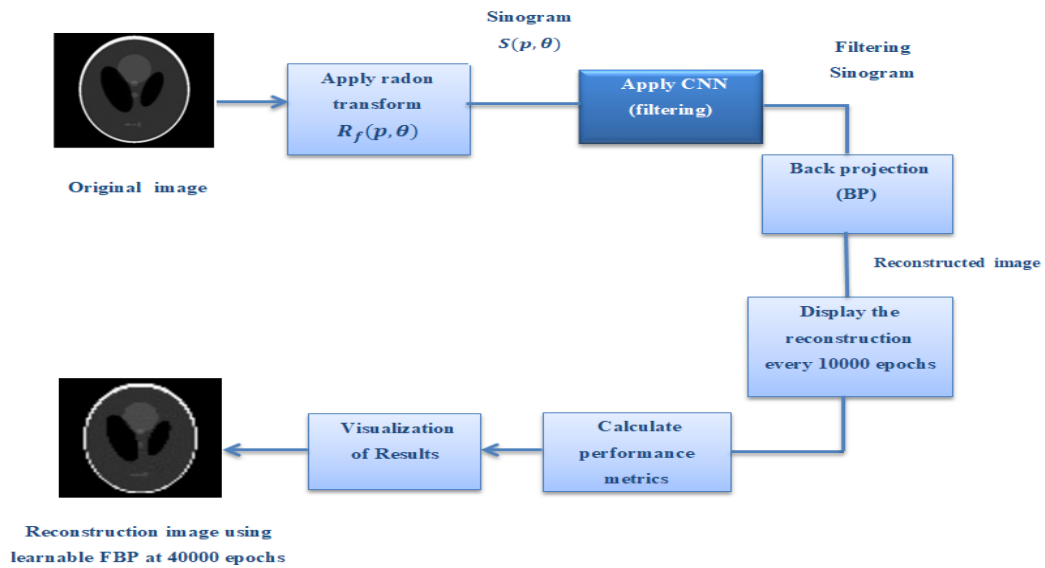 Original image
Apply radon
transform
R_f(p, θ)
Sinogram
S(p, θ)
Apply CNN
(filtering)
Filtering
Sinogram
Back projection
(BP)
Reconstructed image
Display the
reconstruction
every 10000 epochs
Calculate
performance
metrics
Visualization
of Results
Reconstruction image using
learnable FBP at 40000 epochs